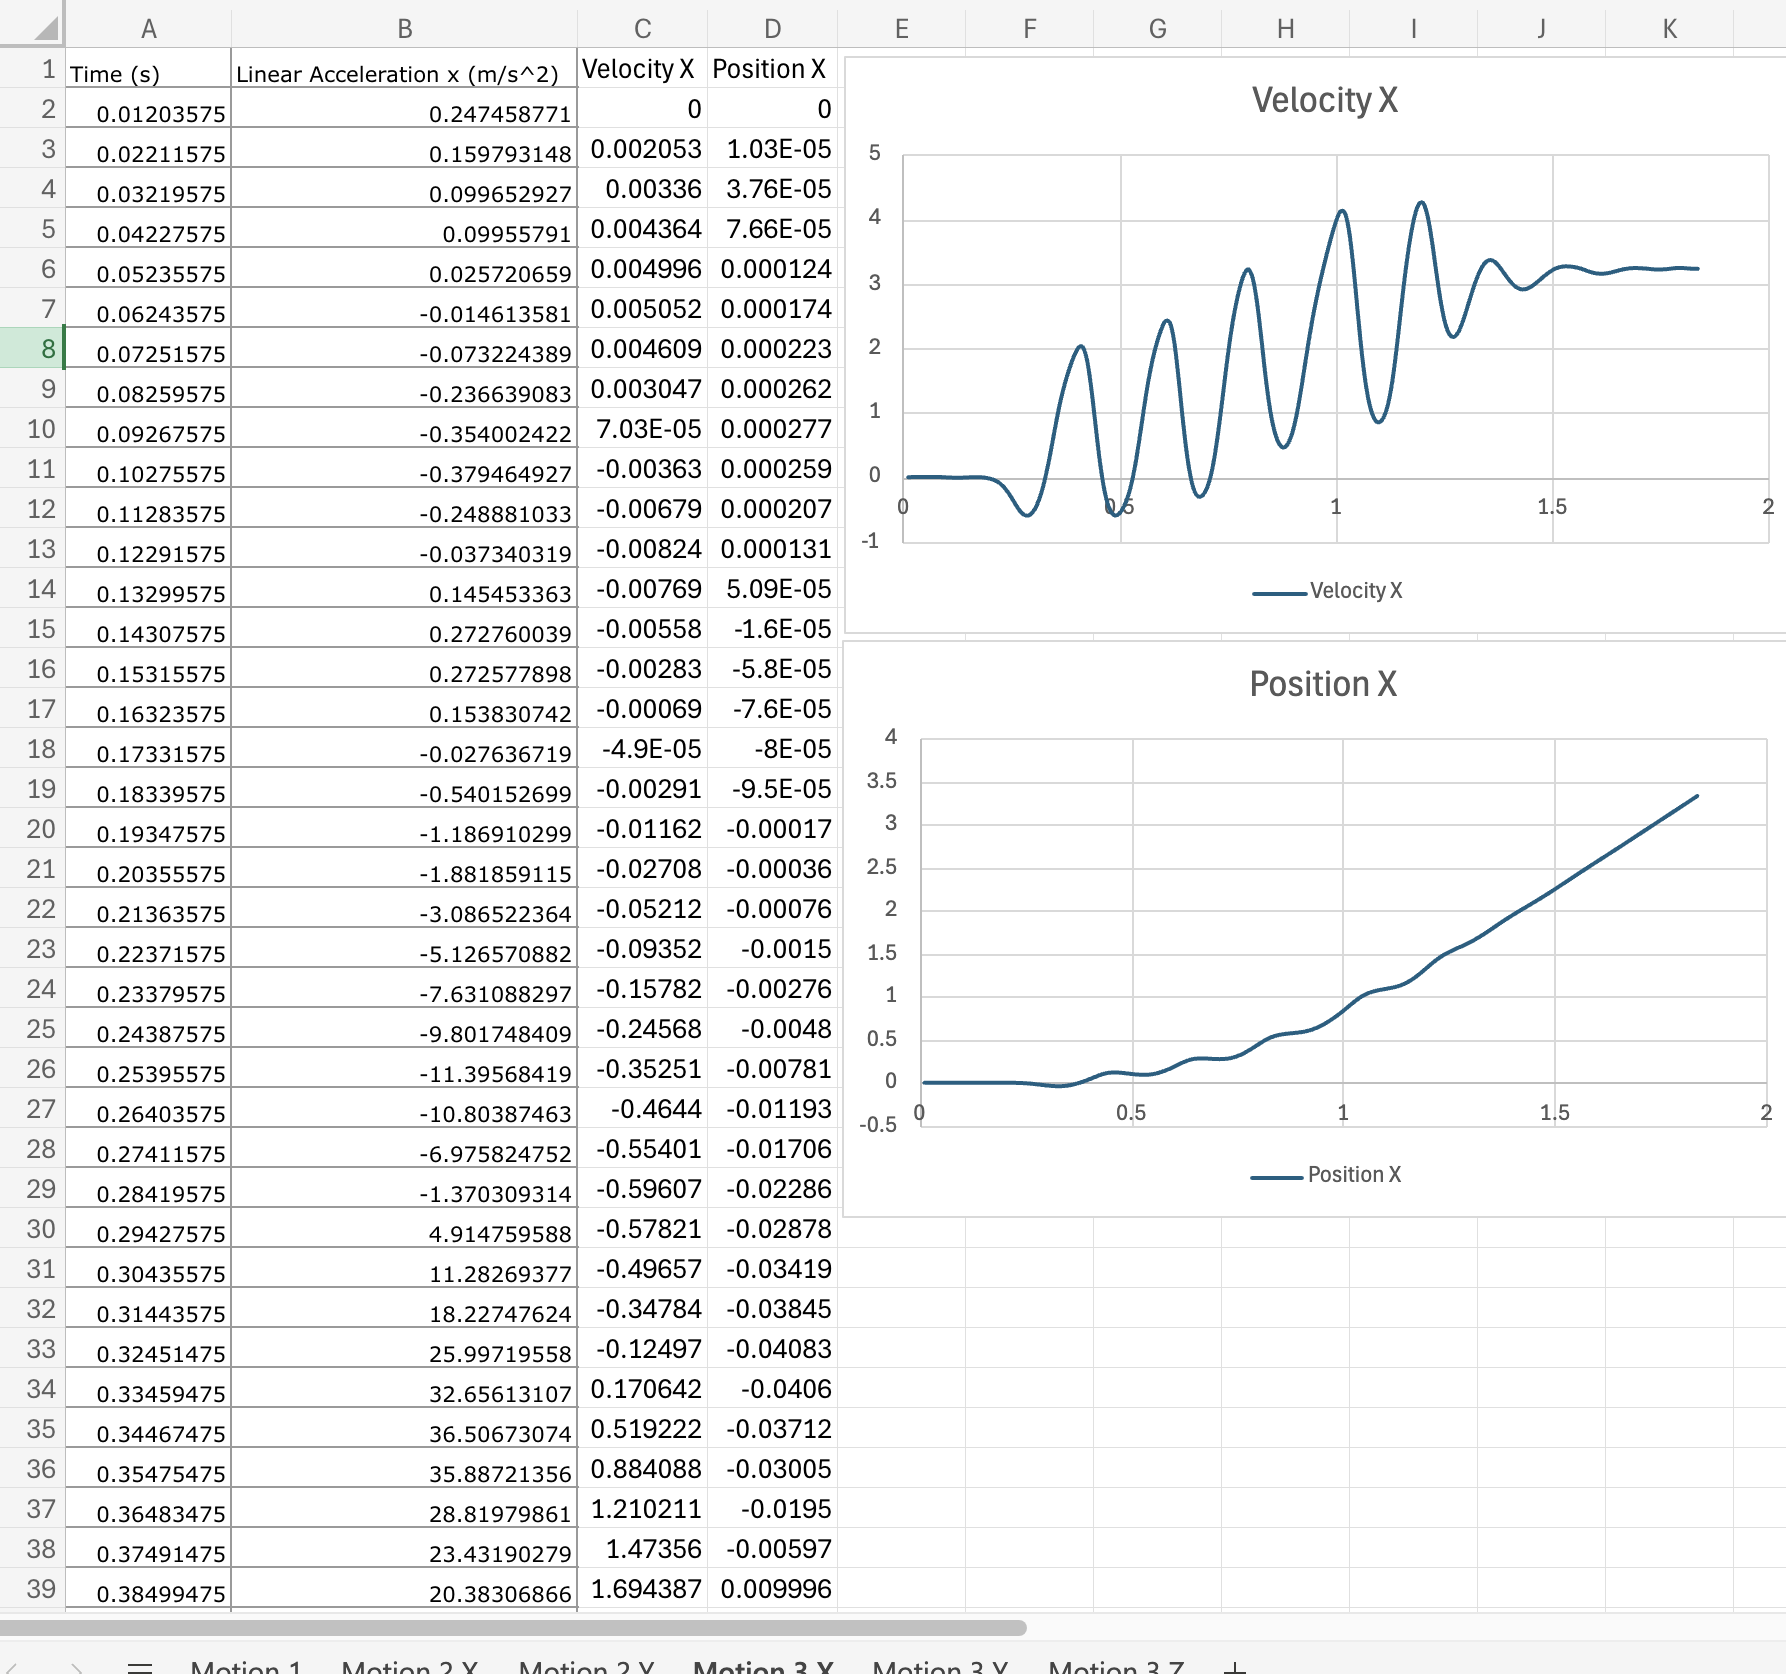 A B C D E F G H I J K
1 Time (s) Linear Acceleration x (m/s^2) Velocity X Position X
2 0.01203575 0.247458771 0 0
3 0.02211575 0.159793148 0.002053 1.03E-05
4 0.03219575 0.099652927 0.00336 3.76E-05
5 0.04227575 0.09955791 0.004364 7.66E-05
6 0.05235575 0.025720659 0.004996 0.000124
7 0.06243575 -0.014613581 0.005052 0.000174
8 0.07251575 -0.073224389 0.004609 0.000223
9 0.08259575 -0.236639083 0.003047 0.000262
10 0.09267575 -0.354002422 7.03E-05 0.000277
11 0.10275575 -0.379464927 -0.00363 0.000259
12 0.11283575 -0.248881033 -0.00679 0.000207
13 0.12291575 -0.037340319 -0.00824 0.000131
14 0.13299575 0.145453363 -0.00769 5.09E-05
15 0.14307575 0.272760039 -0.00558 -1.6E-05
16 0.15315575 0.272577898 -0.00283 -5.8E-05
17 0.16323575 0.153830742 -0.00069 -7.6E-05
18 0.17331575 -0.027636719 -4.9E-05 -8E-05
19 0.18339575 -0.540152699 -0.00291 -9.5E-05
20 0.19347575 -1.186910299 -0.01162 -0.00017
21 0.20355575 -1.881859115 -0.02708 -0.00036
22 0.21363575 -3.086522364 -0.05212 -0.00076
23 0.22371575 -5.126570882 -0.09352 -0.0015
24 0.23379575 -7.631088297 -0.15782 -0.00276
25 0.24387575 -9.801748409 -0.24568 -0.0048
26 0.25395575 -11.39568419 -0.35251 -0.00781
27 0.26403575 -10.80387463 -0.4644 -0.01193
28 0.27411575 -6.975824752 -0.55401 -0.01706
29 0.28419575 -1.370309314 -0.59607 -0.02286
30 0.29427575 4.914759588 -0.57821 -0.02878
31 0.30435575 11.28269377 -0.49657 -0.03419
32 0.31443575 18.22747624 -0.34784 -0.03845
33 0.32451475 25.99719558 -0.12497 -0.04083
34 0.33459475 32.65613107 0.170642 -0.0406
35 0.34467475 36.50673074 0.519222 -0.03712
36 0.35475475 35.88721356 0.884088 -0.03005
37 0.36483475 28.81979861 1.210211 -0.0195
38 0.37491475 23.43190279 1.47356 -0.00597
39 0.38499475 20.38306866 1.694387 0.009996
Velocity X
5
4
3
2
1
0
-1
0 0.5 1 1.5 2
Velocity X
Position X
4
3.5
3
2.5
2
1.5
1
0.5
0
-0.5
0 0.5 1 1.5 2
Position X
Motion 1 Motion 2 X Motion 2 Y Motion 3 X Motion 3 Y Motion 3 Z +